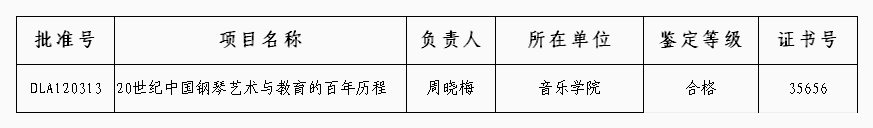 批准号 项目名称 负责人 所在单位 鉴定等级 证书号
DLA120313 20世纪中国钢琴艺术与教育的百年历程 周晓梅 音乐学院 合格 35656